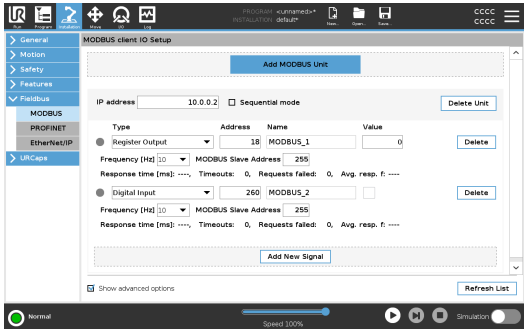 PROGRAM <unnamed>*
INSTALLATION default*
CCCC
CCCC
Run Program Installation Move I/O Log New... Open... Save...
General
Motion
Safety
Features
Fieldbus
MODBUS
PROFINET
EtherNet/IP
URCaps
MODBUS client IO Setup
Add MODBUS Unit
IP address 10.0.0.2 Sequential mode Delete Unit
Type Address Name Value
Register Output 18 MODBUS_1 0 Delete
Frequency [Hz] 10 MODBUS Slave Address 255
Response time [ms]: ----, Timeouts: 0, Requests failed: 0, Avg. resp. f: ----
Digital Input 260 MODBUS_2 Delete
Frequency [Hz] 10 MODBUS Slave Address 255
Response time [ms]: ----, Timeouts: 0, Requests failed: 0, Avg. resp. f: ----
Add New Signal
Show advanced options Refresh List
Normal
Speed 100%
Simulation